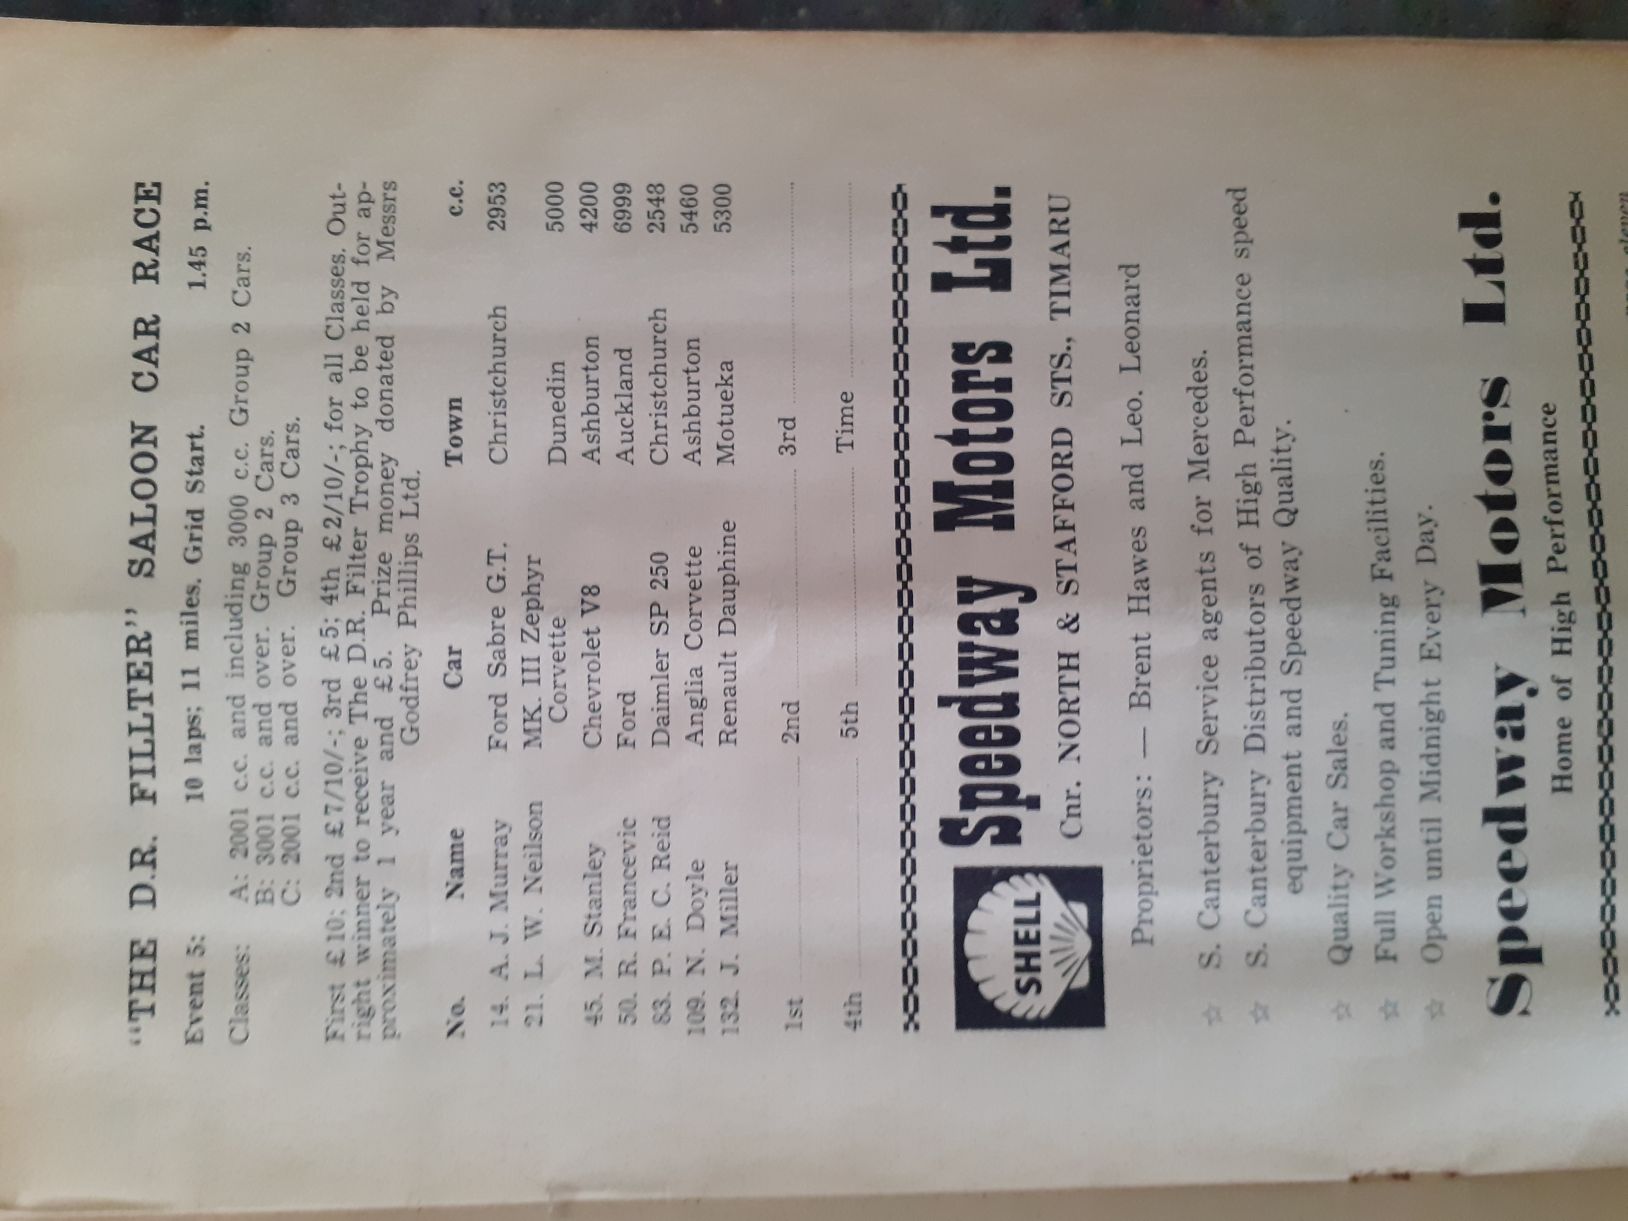 "THE D.R. FILLTER" SALOON CAR RACE
Event 5: 10 laps; 11 miles. Grid Start. 1.45 p.m.
Classes: A: 2001 c.c. and including 3000 c.c. Group 2 Cars.
B: 3001 c.c. and over. Group 2 Cars.
C: 2001 c.c. and over. Group 3 Cars.
First £10; 2nd £7/10/-; 3rd £5; 4th £2/10/-; for all Classes. Out-
right winner to receive The D.R. Filter Trophy to be held for ap-
proximately 1 year and £5. Prize money donated by Messrs
Godfrey Phillips Ltd.
No. Name Car Town c.c.
14. A. J. Murray Ford Sabre G.T. Christchurch 2953
21. L. W. Neilson MK. III Zephyr
Corvette Dunedin 5000
45. M. Stanley Chevrolet V8 Ashburton 4200
50. R. Francevic Ford Auckland 6999
83. P. E. C. Reid Daimler SP 250 Christchurch 2548
109. N. Doyle Anglia Corvette Ashburton 5460
132. J. Miller Renault Dauphine Motueka 5300
1st 2nd 3rd
4th 5th Time
SHELL
Speedway Motors Ltd.
Cnr. NORTH & STAFFORD STS., TIMARU
Proprietors: — Brent Hawes and Leo. Leonard
☆ S. Canterbury Service agents for Mercedes.
☆ S. Canterbury Distributors of High Performance speed
equipment and Speedway Quality.
☆ Quality Car Sales.
☆ Full Workshop and Tuning Facilities.
☆ Open until Midnight Every Day.
Speedway Motors Ltd.
Home of High Performance